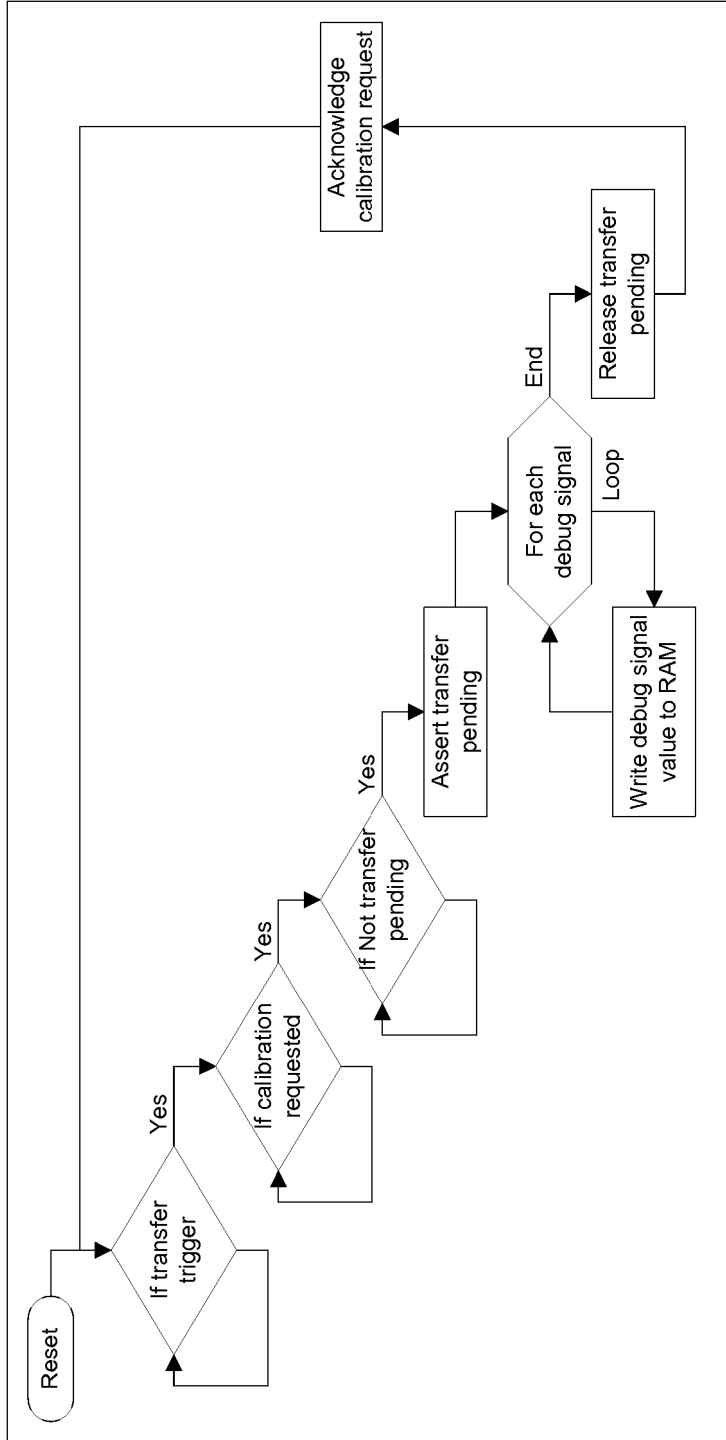 Reset
If transfer
trigger
Yes
If calibration
requested
Yes
If Not transfer
pending
Yes
Assert transfer
pending
For each
debug signal
Loop
Write debug signal
value to RAM
End
Release transfer
pending
Acknowledge
calibration request